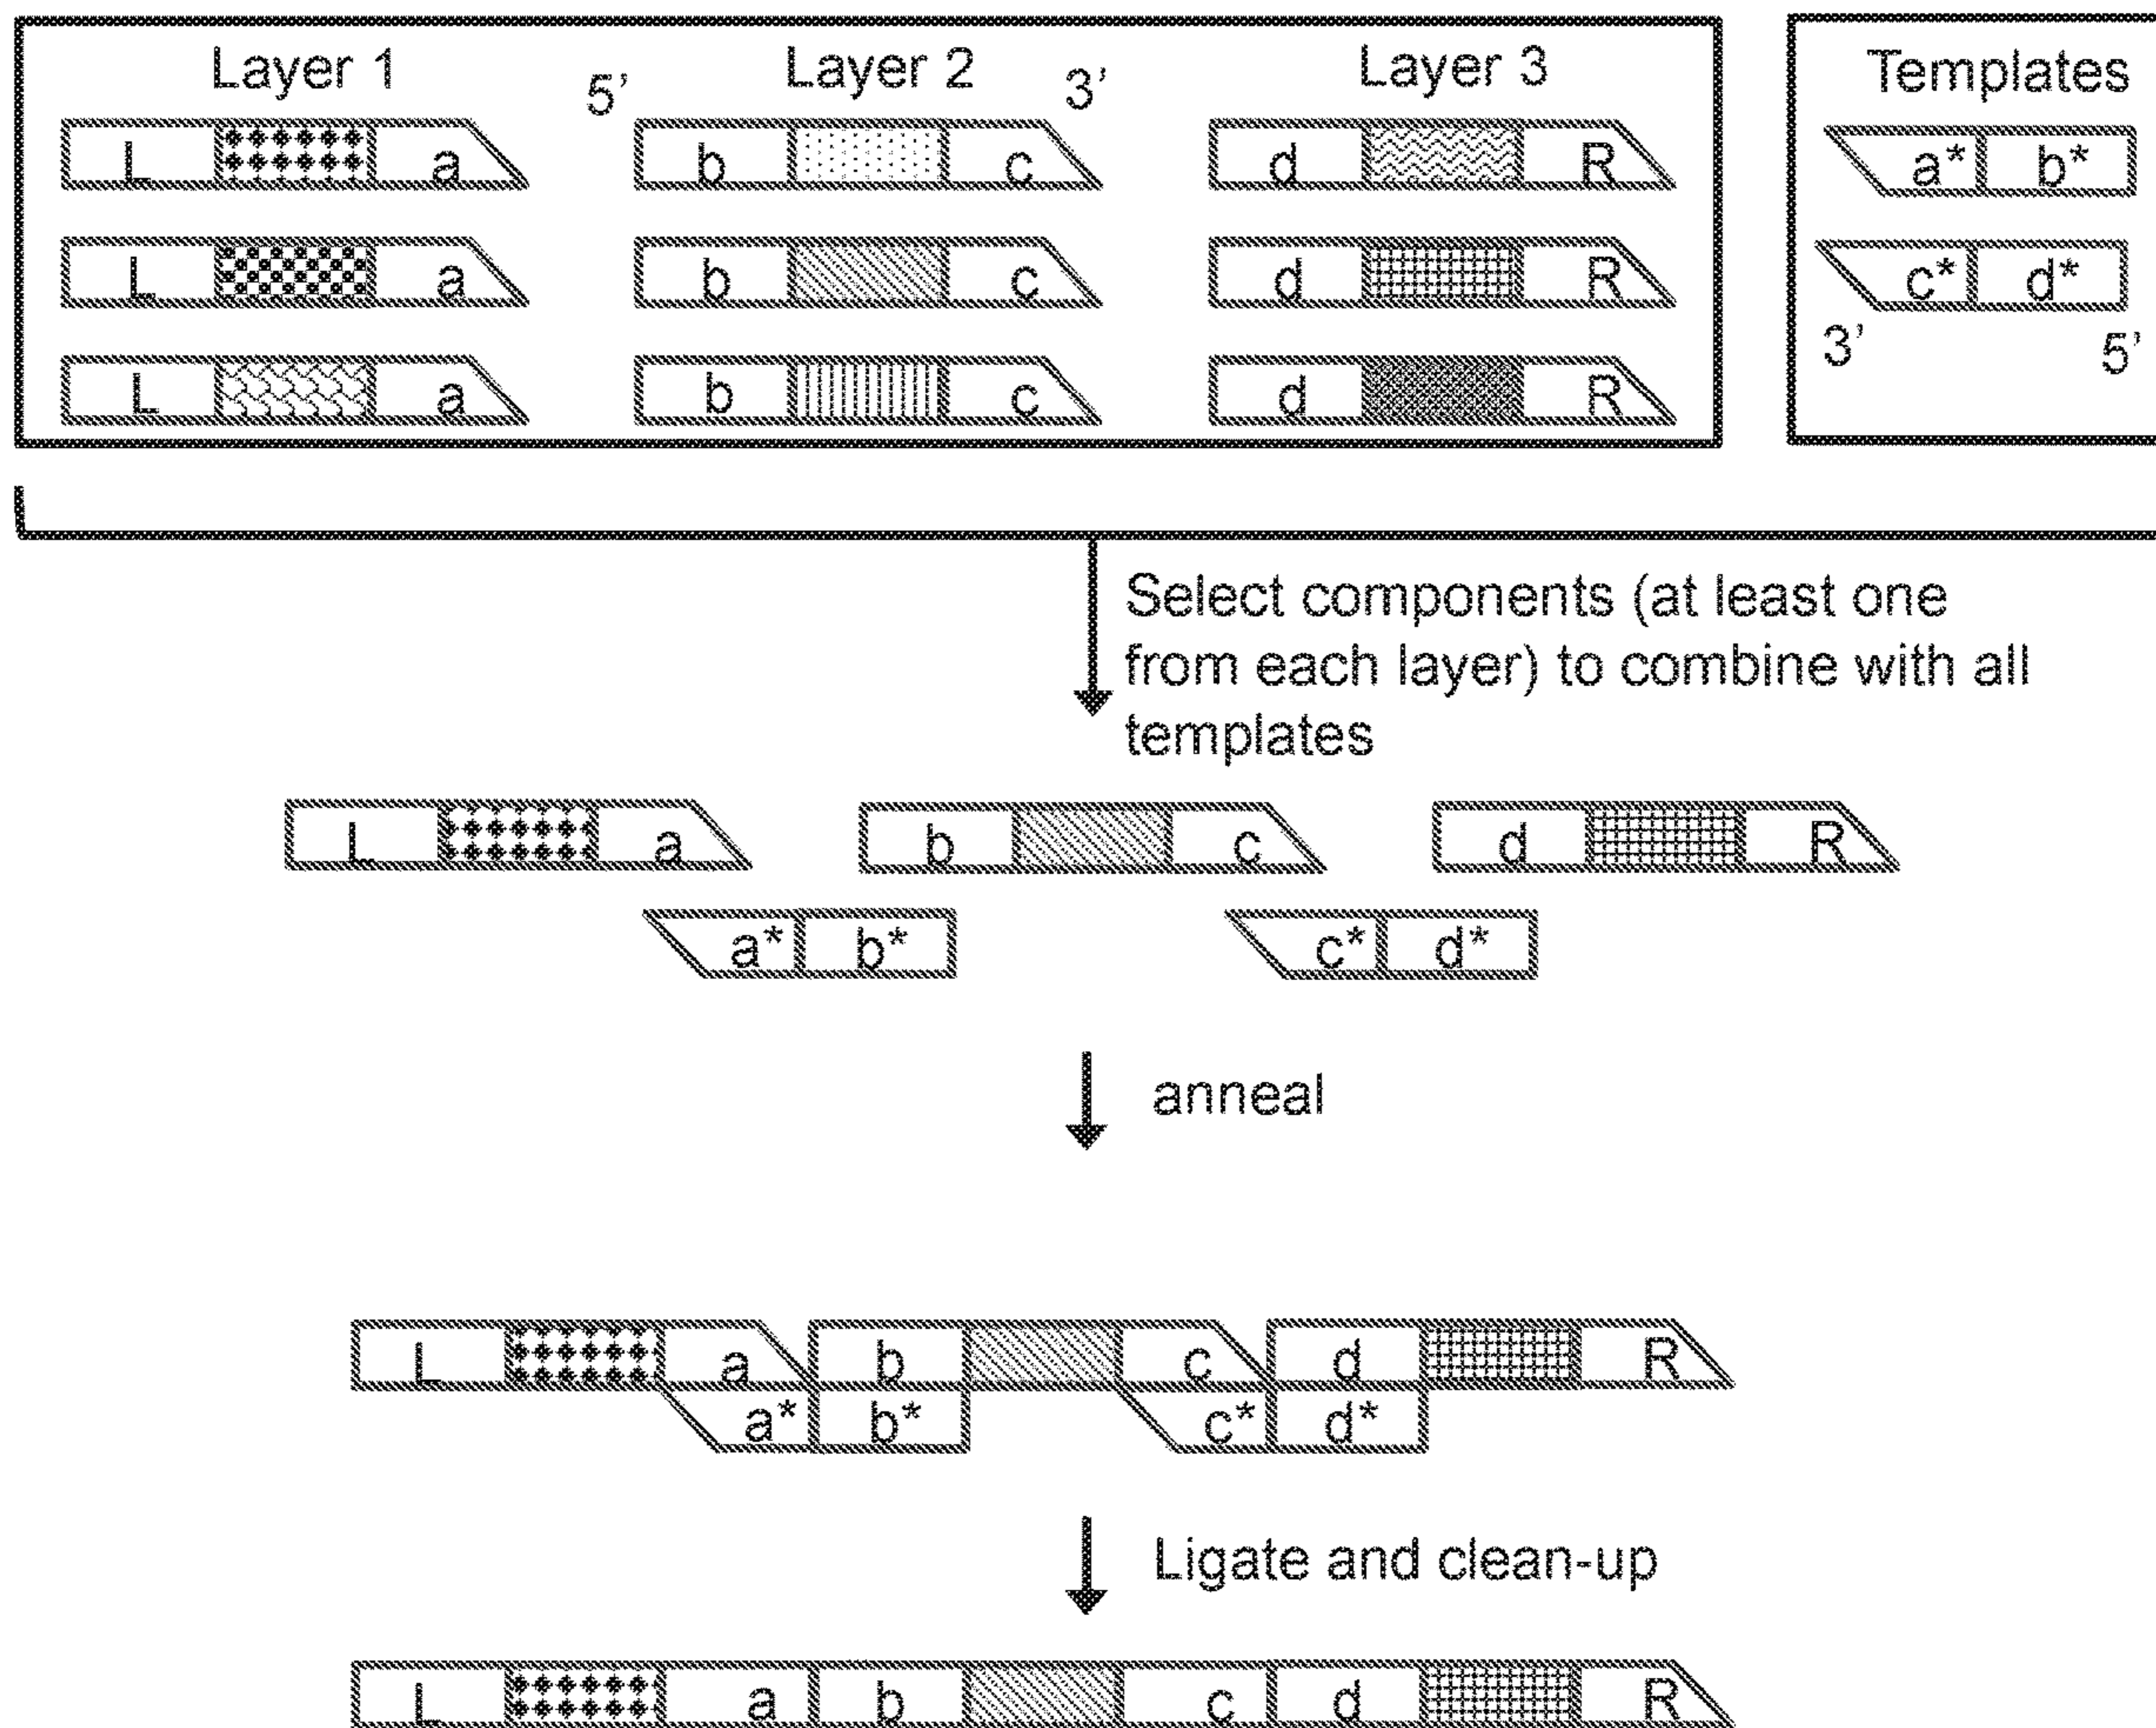 Layer 1 5’ Layer 2 3’ Layer 3 Templates
L a b c d R a* b*
L a b c d R c* d*
3’ 5’
L a b c d R
Select components (at least one
from each layer) to combine with all
templates
L a b c d R
a* b* c* d*
anneal
L a b c d R
a* b* c* d*
Ligate and clean-up
L a b c d R